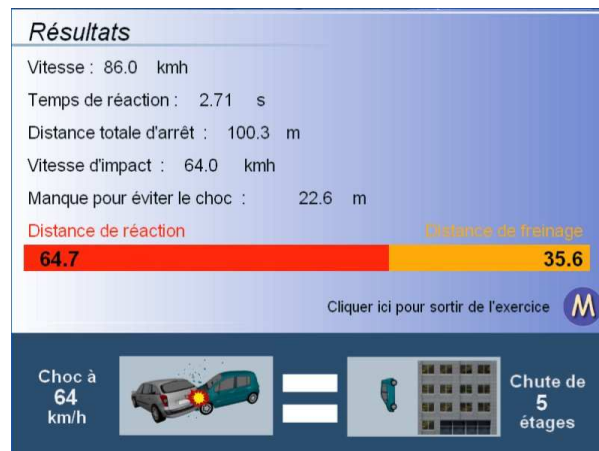 Résultats
Vitesse : 86.0 kmh
Temps de réaction : 2.71 s
Distance totale d'arrêt : 100.3 m
Vitesse d'impact : 64.0 kmh
Manque pour éviter le choc : 22.6 m
Distance de réaction Distance de freinage
64.7 35.6
Cliquer ici pour sortir de l'exercice M
Choc à
64
km/h
Chute de
5
étages